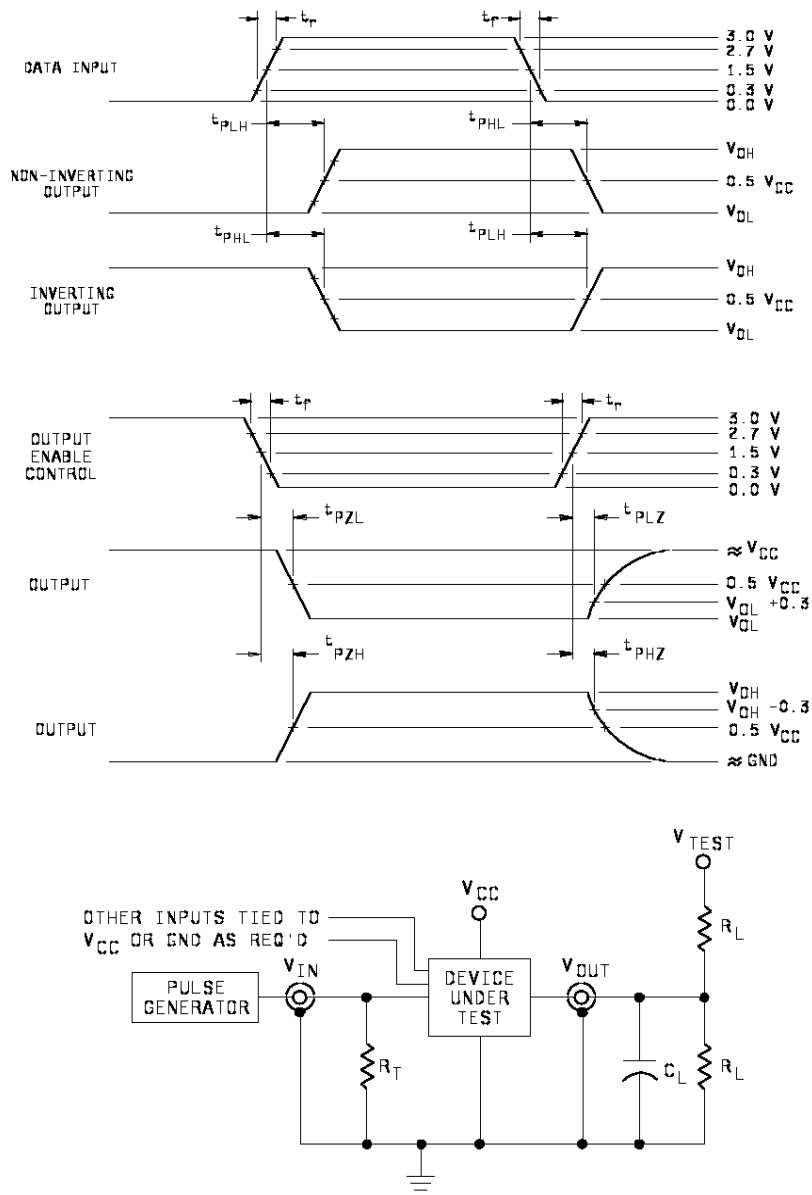 tr
tf
3.0 V
2.7 V
DATA INPUT
1.5 V
0.3 V
0.0 V
tPLH
tPHL
VOH
NON-INVERTING
OUTPUT
0.5 VCC
VOL
tPHL
tPLH
VOH
INVERTING
OUTPUT
0.5 VCC
VOL
tf
tr
3.0 V
2.7 V
OUTPUT
ENABLE
CONTROL
1.5 V
0.3 V
0.0 V
tPZL
tPLZ
≈ VCC
OUTPUT
0.5 VCC
VOL +0.3
VOL
tPZH
tPHZ
VOH
VOH -0.3
OUTPUT
0.5 VCC
≈ GND
VTEST
VCC
OTHER INPUTS TIED TO
VCC OR GND AS REQ'D
RL
VIN
VOUT
PULSE
GENERATOR
DEVICE
UNDER
TEST
RT
CL
RL